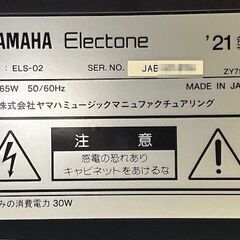 YAMAHA Electone '21
: ELS-02 SER NO. JAB ZY79
65W 50/60Hz MADE IN JA
株式会社ヤマハミュージックマニュファクチュアリング
注意
感電の恐れあり
キャビネットをあけるな
みの消費電力 30W